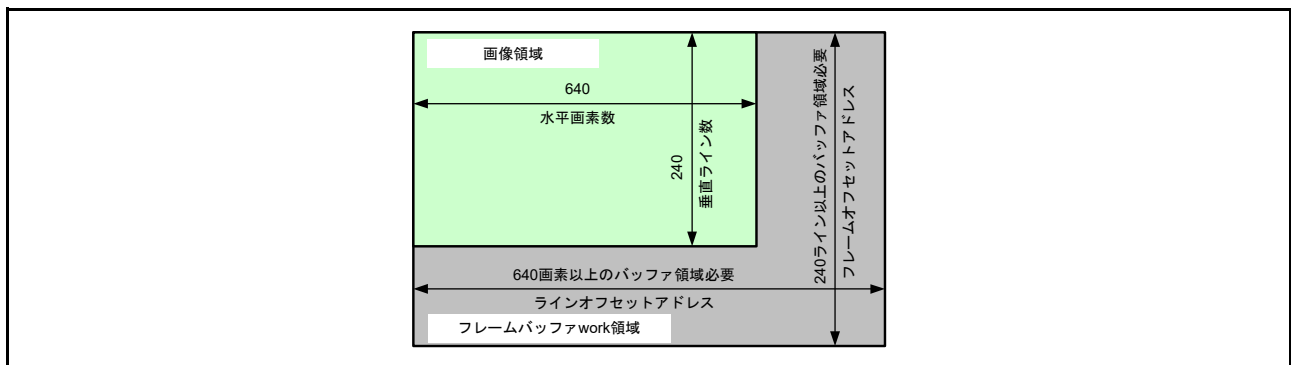 画像領域
640
水平画素数
240
垂直ライン数
240ライン以上のバッファ領域必要
フレームオフセットアドレス
640画素以上のバッファ領域必要
ラインオフセットアドレス
フレームバッファwork領域